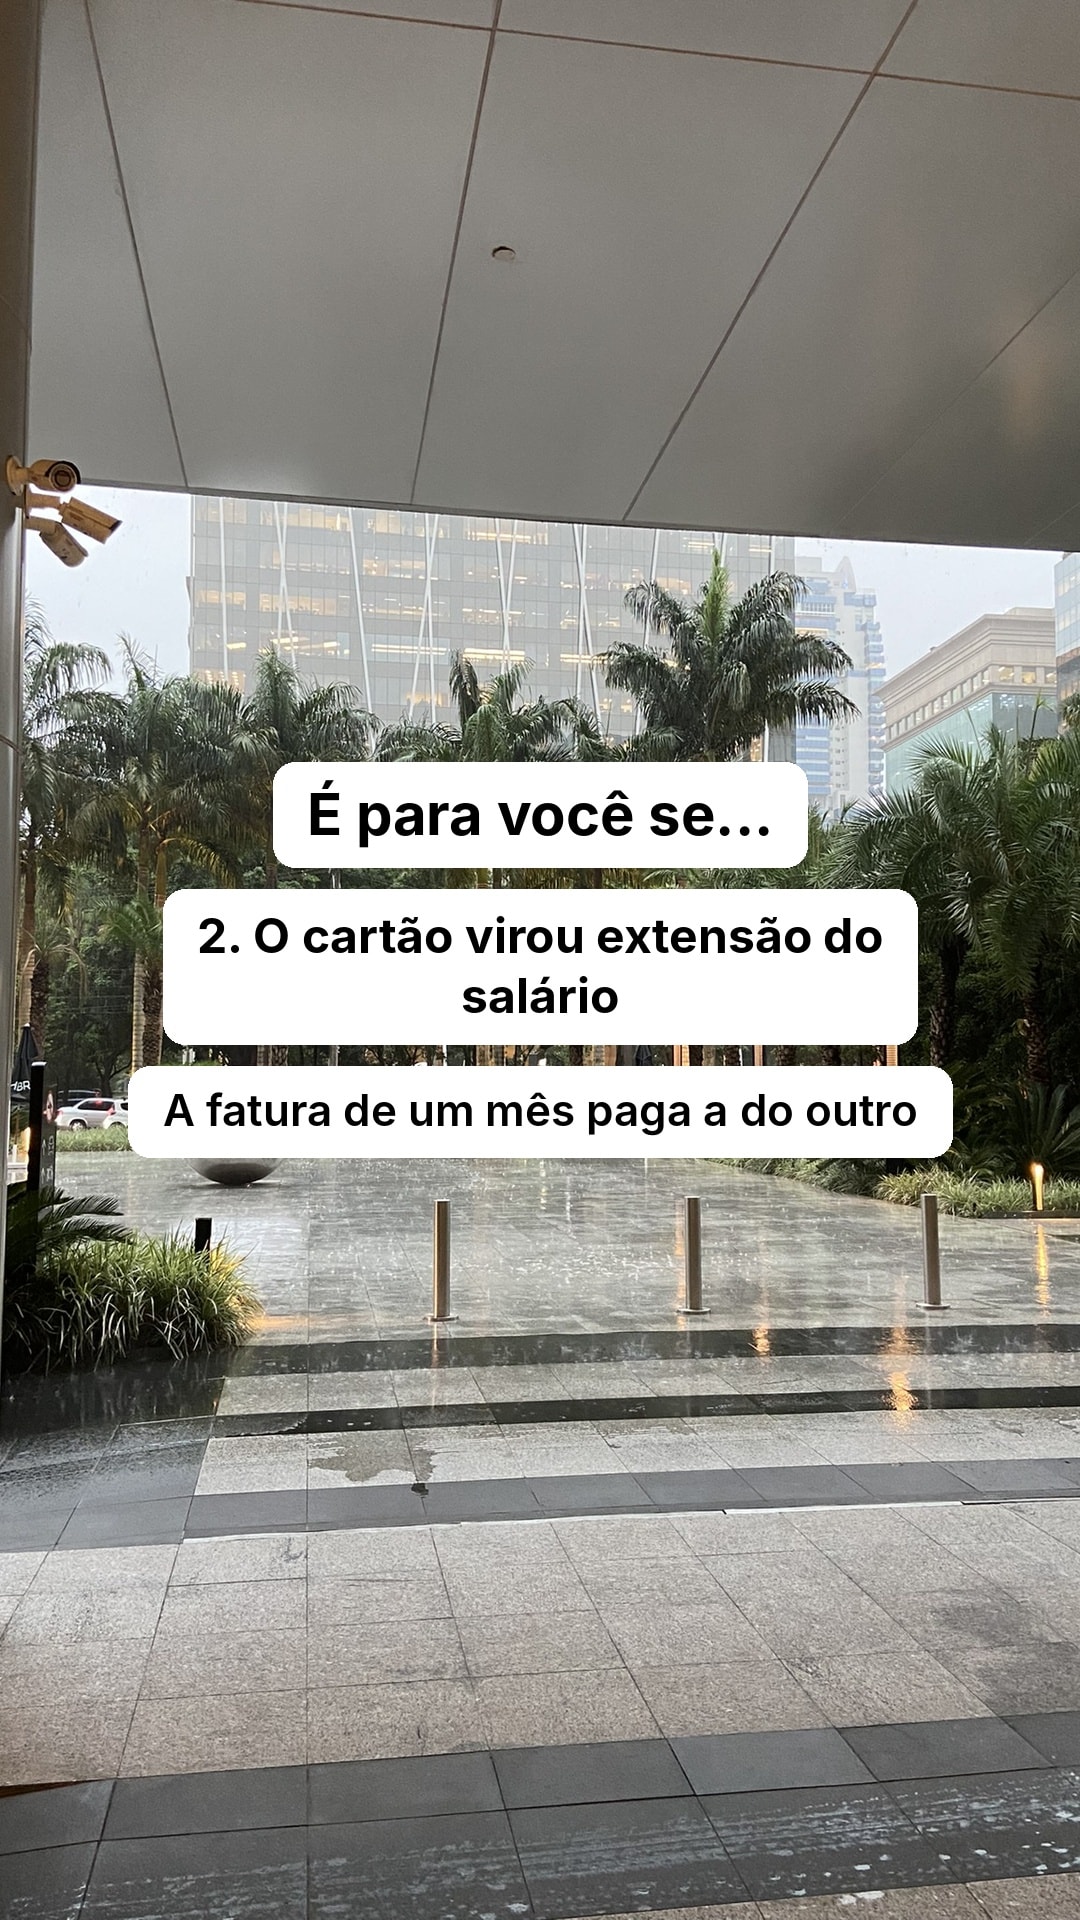 É para você se...
2. O cartão virou extensão do
salário
A fatura de um mês paga a do outro